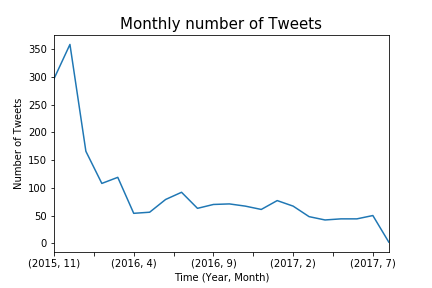 Monthly number of Tweets
350
300
250
200
150
100
50
0
Number of Tweets
(2015, 11) (2016, 4) (2016, 9) (2017, 2) (2017, 7)
Time (Year, Month)